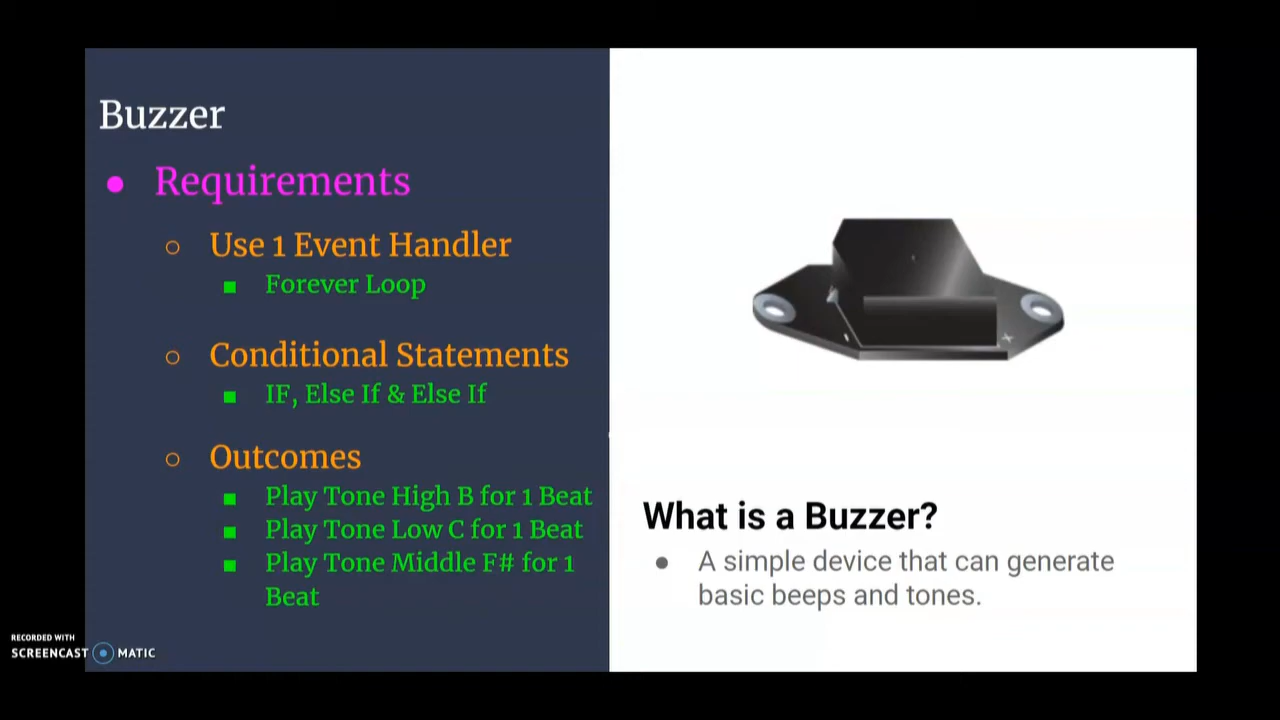 Buzzer
Requirements
Use 1 Event Handler
Forever Loop
Conditional Statements
IF, Else If & Else If
Outcomes
Play Tone High B for 1 Beat
Play Tone Low C for 1 Beat
Play Tone Middle F# for 1
Beat
What is a Buzzer?
A simple device that can generate
basic beeps and tones.
RECORDED WITH
SCREENCAST MATIC